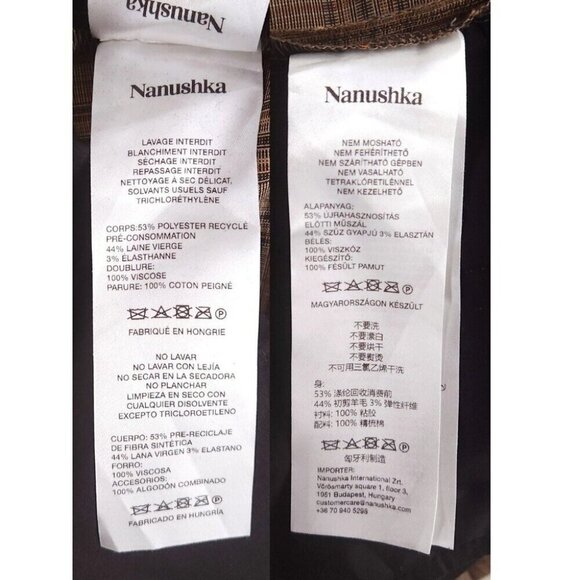 Nanushka
Nanushka
LAVAGE INTERDIT
BLANCHIMENT INTERDIT
SÉCHAGE INTERDIT
REPASSAGE INTERDIT
NETTOYAGE A SEC DÉLICAT,
SOLVANTS USUELS SAUF
TRICHLORÉTHYLÈNE
CORPS:53% POLYESTER RECYCLÉ
PRÉ-CONSOMMATION
44% LAINE VIERGE
3% ELASTHANNE
DOUBLURE:
100% VISCOSE
PARURE: 100% COTON PEIGNÉ
P
FABRIQUÉ EN HONGRIE
NO LAVAR
NO LAVAR CON LEJÍA
NO SECAR EN LA SECADORA
NO PLANCHAR
LIMPIEZA EN SECO CON
CUALQUIER DISOLVENTE
EXCEPTO TRICLOROETILENO
CUERPO: 53% PRE-RECICLAJE
DE FIBRA SINTÉTICA
44% LANA VIRGEN 3% ELASTANO
FORRO:
100% VISCOSA
ACCESORIOS:
100% ALGODÓN COMBINADO
P
FABRICADO EN HUNGRÍA
Nanushka
NEM MOSHATÓ
NEM FEHÉRÍTHETŐ
NEM SZÁRÍTHATÓ GÉPBEN
NEM VASALHATÓ
TETRAKLÓRETILÉNNEL
NEM KEZELHETŐ
ALAPANYAG:
53% ÚJRAHASZNOSÍTÁS
ELŐTTI MŰSZÁL
44% SZŰZ GYAPJÚ 3% ELASZTÁN
BÉLÉS:
100% VISZKÓZ
KIEGÉSZÍTŐ:
100% FÉSÜLT PAMUT
P
MAGYARORSZÁGON KÉSZÜLT
不要洗
不要漂白
不要烘干
不要熨烫
不可用三氯乙烯干洗
身:
53% 涤纶回收消费前
44% 初剪羊毛 3% 弹性纤维
衬料: 100% 粘胶
配料: 100% 精梳棉
P
匈牙利制造
IMPORTER:
Nanushka International Zrt.
Vörösmarty square 1, floor 3,
1051 Budapest, Hungary
customercare@nanushka.com
+36 70 940 5293